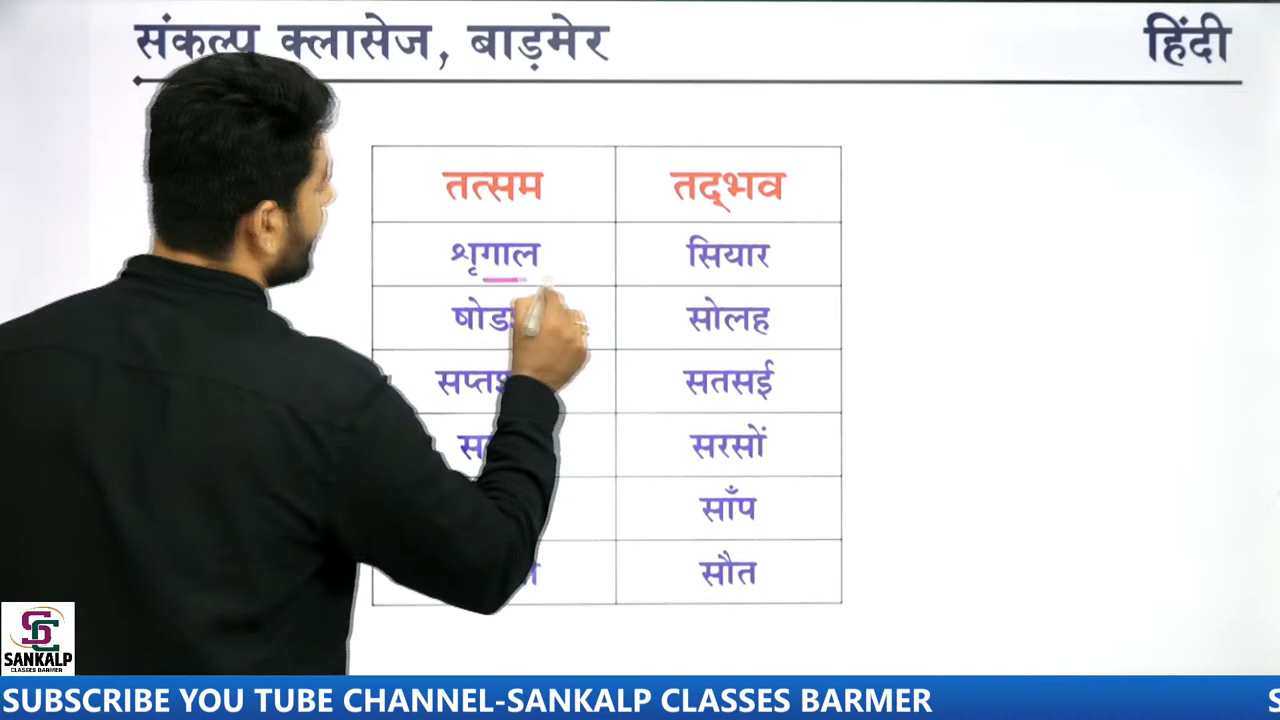 संकल्प क्लासेज, बाड़मेर
हिंदी
तत्सम तद्‌भव
शृगाल सियार
सोलह
सतसई
सरसों
साँप
सौत
SANKALP
CLASSES BARMER
SUBSCRIBE YOU TUBE CHANNEL-SANKALP CLASSES BARMER